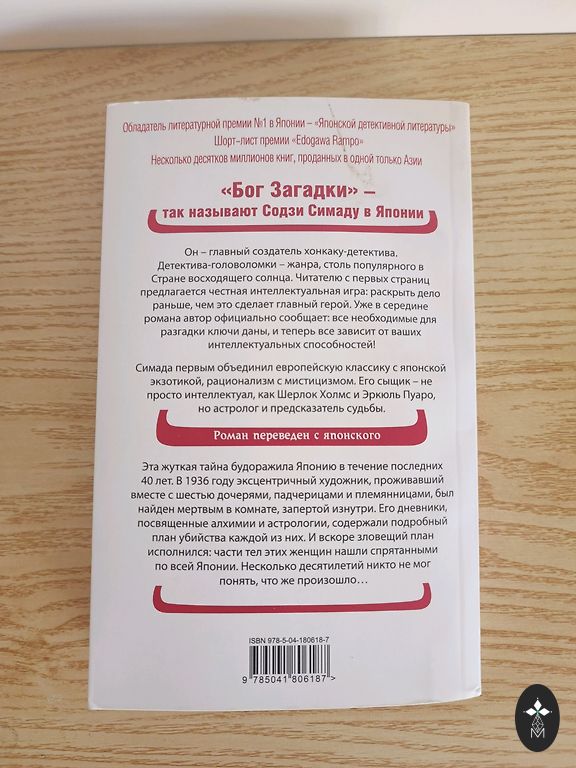 Обладатель литературной премии №1 в Японии – «Японской детективной литературы»
Шорт-лист премии «Edogawa Rampo»
Несколько десятков миллионов книг, проданных в одной только Азии
«Бог Загадки» –
так называют Содзи Симаду в Японии
Он – главный создатель хонкаку-детектива.
Детектива-головоломки – жанра, столь популярного в
Стране восходящего солнца. Читателю с первых страниц
предлагается честная интеллектуальная игра: раскрыть дело
раньше, чем это сделает главный герой. Уже в середине
романа автор официально сообщает: все необходимые для
разгадки ключи даны, и теперь все зависит от ваших
интеллектуальных способностей!
Симада первым объединил европейскую классику с японской
экзотикой, рационализм с мистицизмом. Его сыщик – не
просто интеллектуал, как Шерлок Холмс и Эркюль Пуаро,
но астролог и предсказатель судьбы.
Роман переведен с японского
Эта жуткая тайна будоражила Японию в течение последних
40 лет. В 1936 году эксцентричный художник, проживавший
вместе с шестью дочерями, падчерицами и племянницами, был
найден мертвым в комнате, запертой изнутри. Его дневники,
посвященные алхимии и астрологии, содержали подробный
план убийства каждой из них. И вскоре зловещий план
исполнился: части тел этих женщин нашли спрятанными
по всей Японии. Несколько десятилетий никто не мог
понять, что же произошло…
ISBN 978-5-04-180618-7
9 785041 806187 >
M